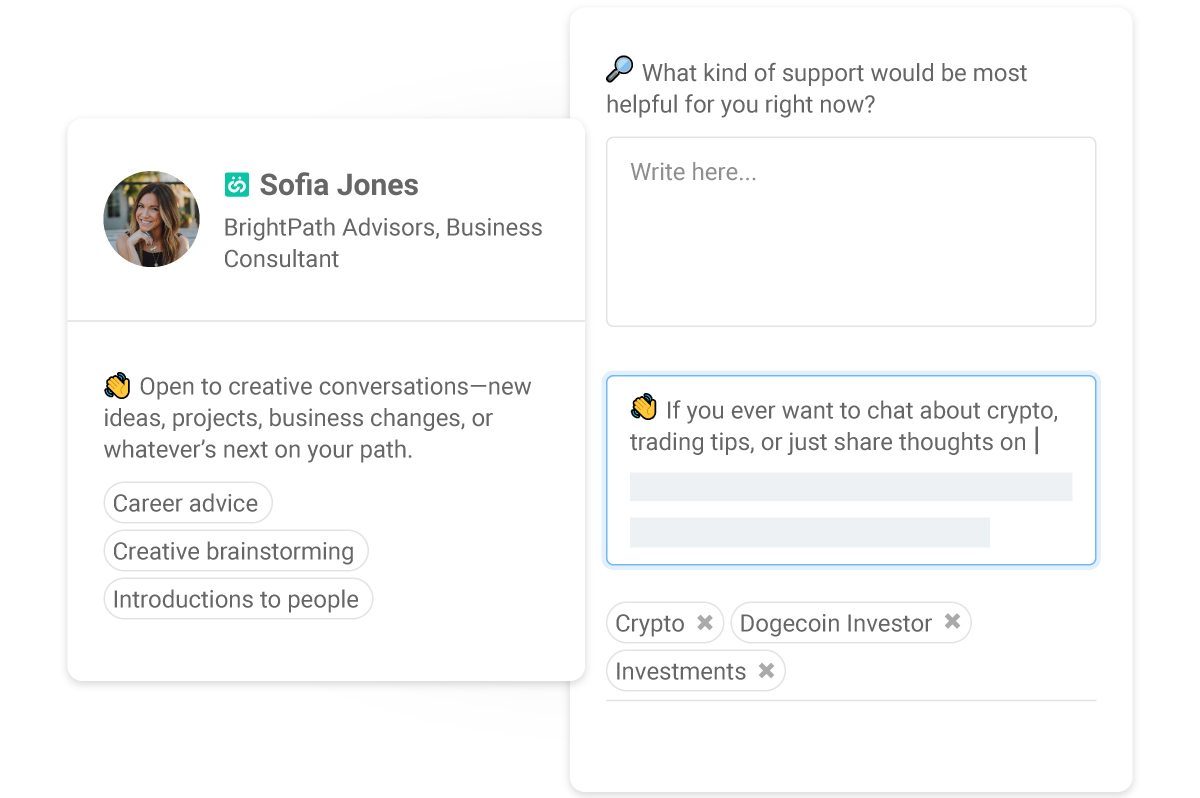 Sofia Jones
BrightPath Advisors, Business
Consultant
👋 Open to creative conversations—new
ideas, projects, business changes, or
whatever’s next on your path.
Career advice
Creative brainstorming
Introductions to people
🔎 What kind of support would be most
helpful for you right now?
Write here...
👋 If you ever want to chat about crypto,
trading tips, or just share thoughts on
Crypto ✖ Dogecoin Investor ✖
Investments ✖